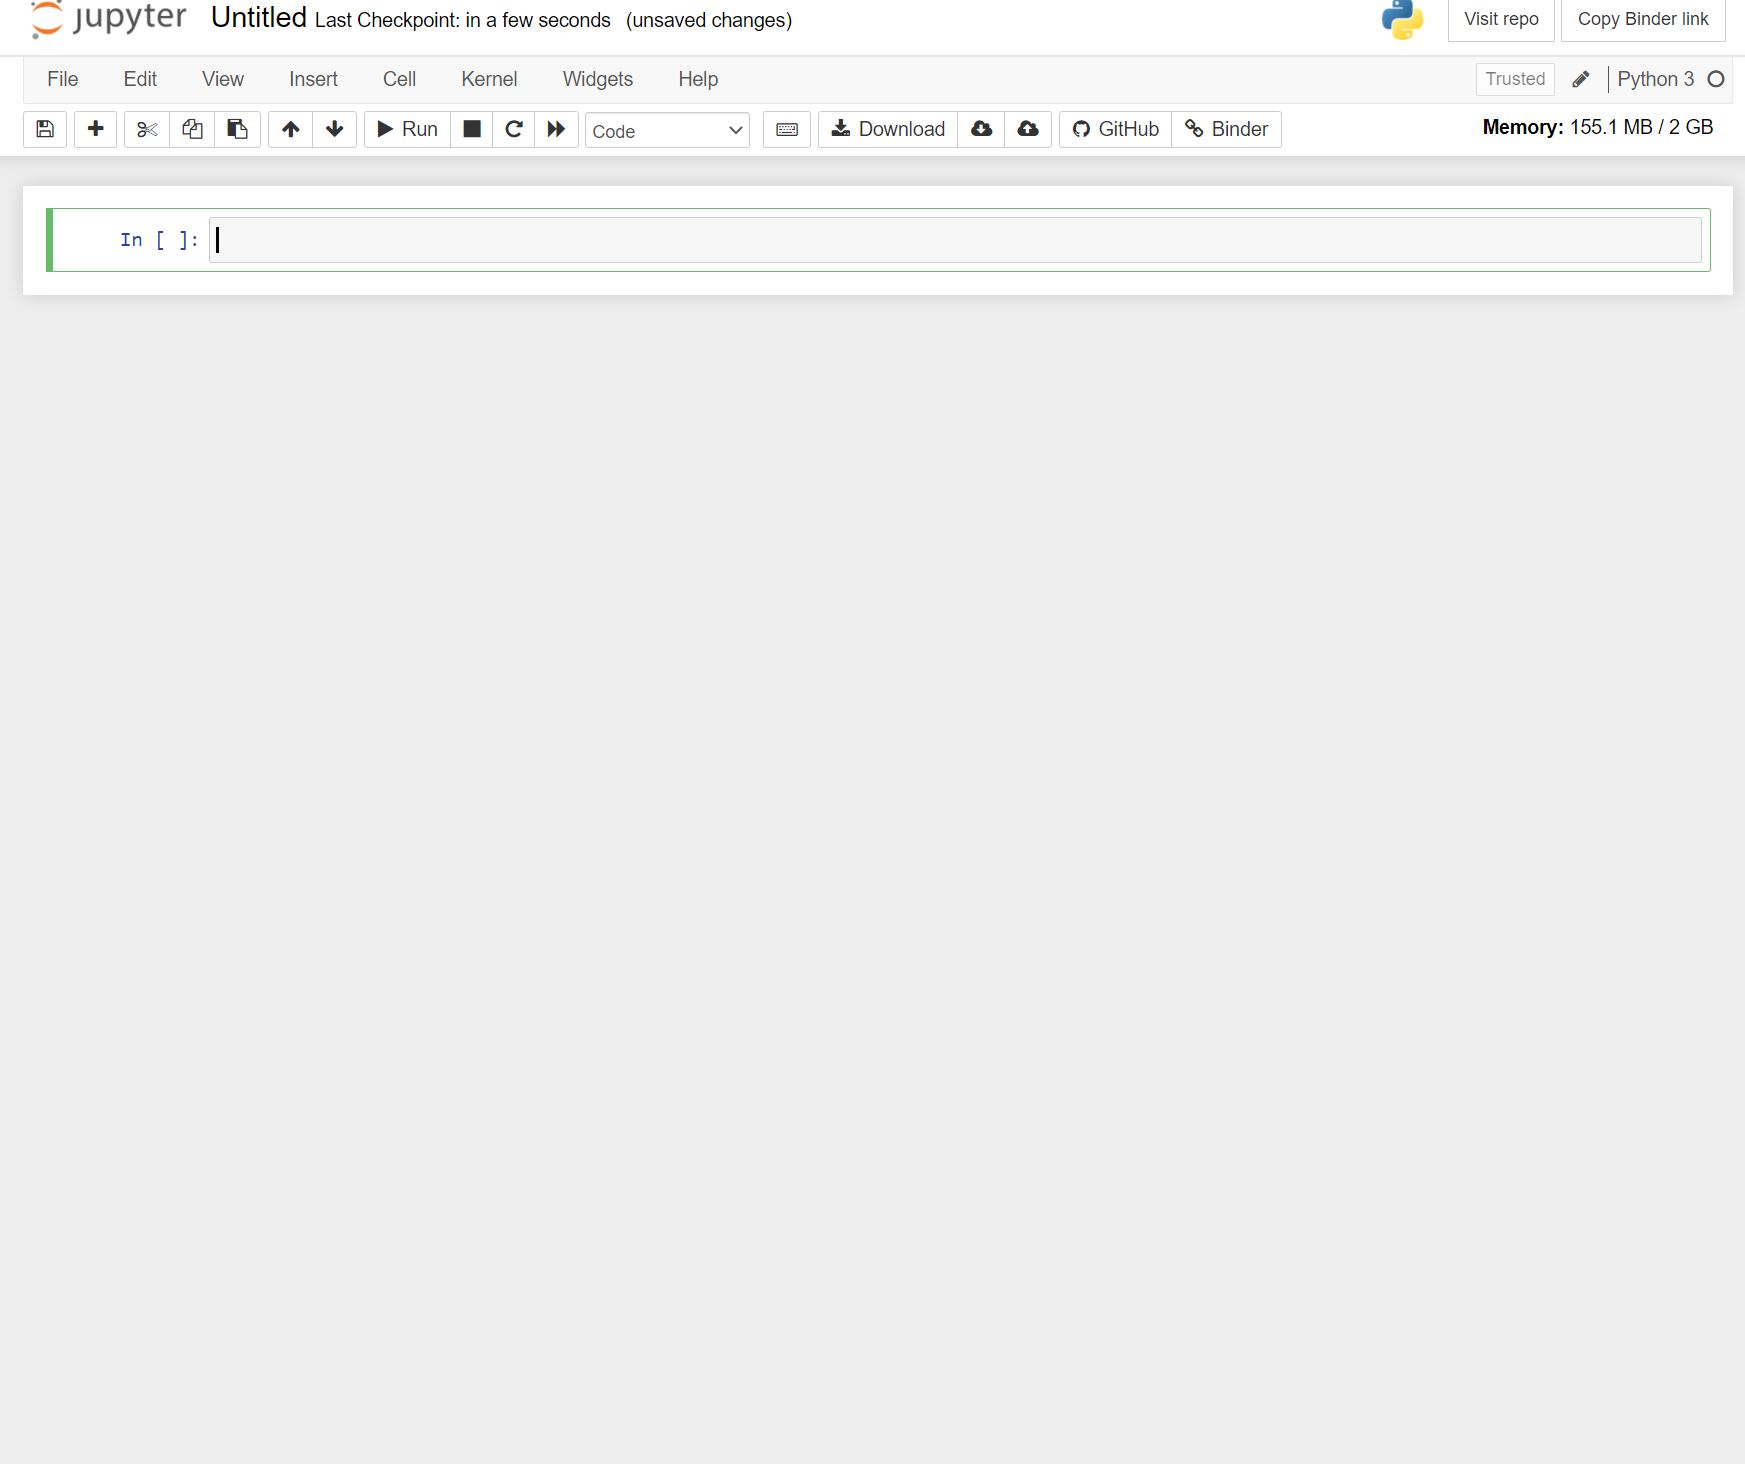 jupyter Untitled Last Checkpoint: in a few seconds (unsaved changes) Visit repo Copy Binder link
File Edit View Insert Cell Kernel Widgets Help Trusted Python 3
Run Code Download GitHub Binder Memory: 155.1 MB / 2 GB
In [ ]: